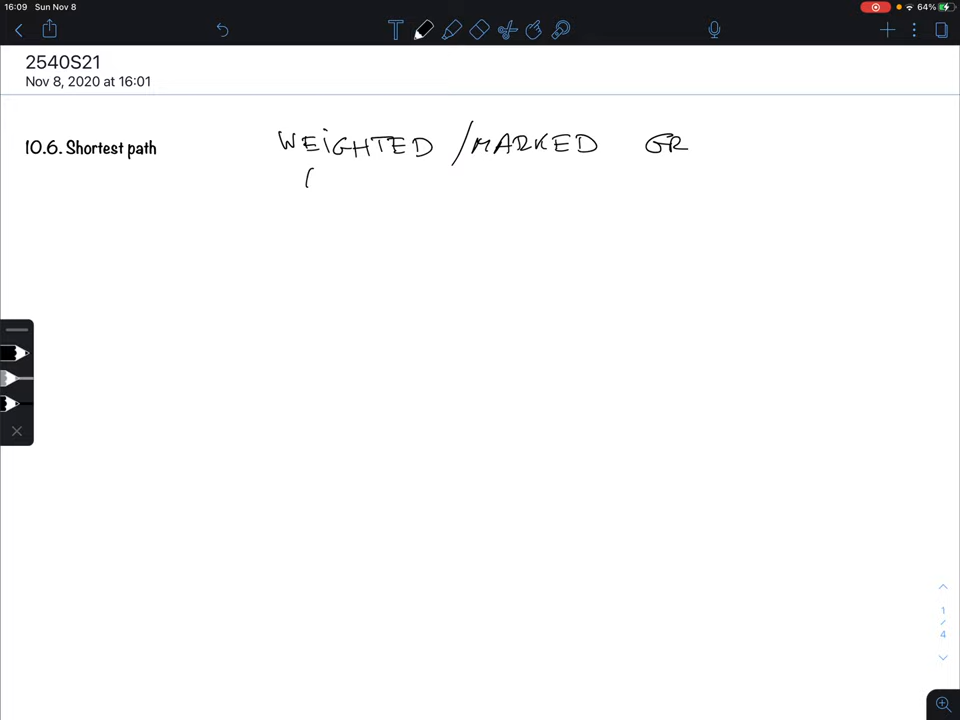 16:09 Sun Nov 8
64%
2540S21
Nov 8, 2020 at 16:01
10.6. Shortest path
WEIGHTED /MARKED GR
(
1
/
4